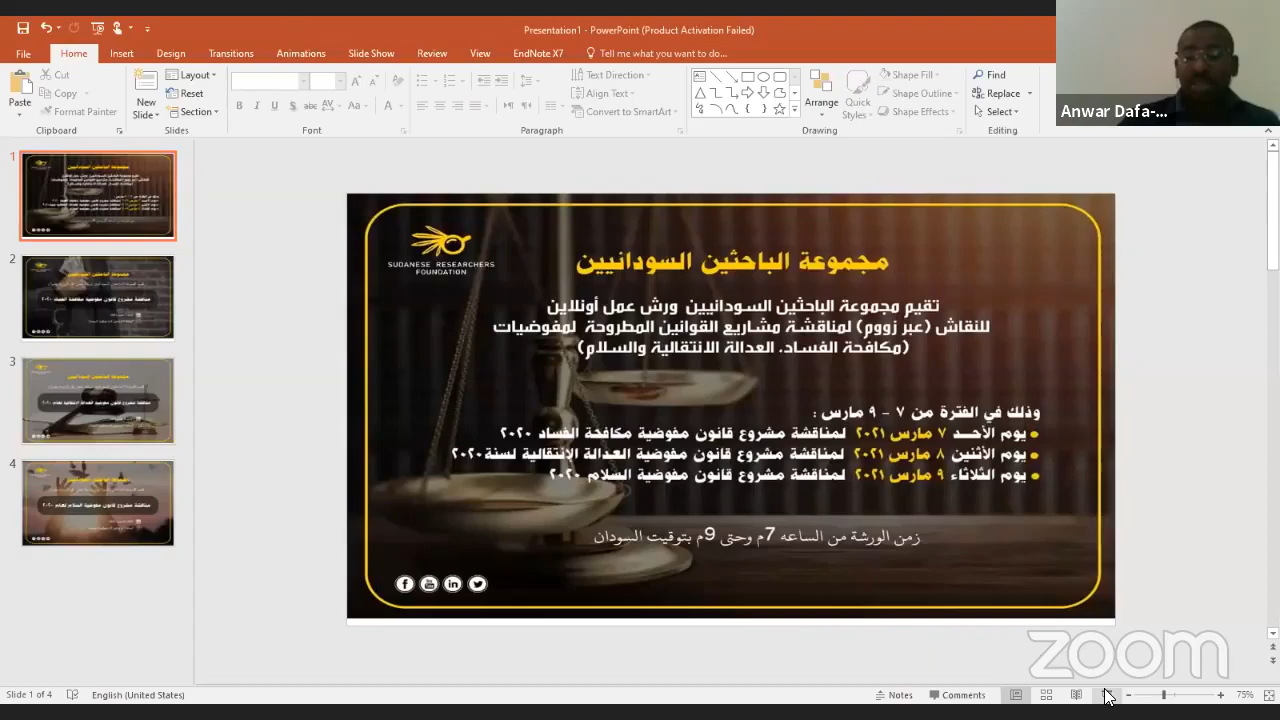 Presentation1 - PowerPoint (Product Activation Failed)
File Home Insert Design Transitions Animations Slide Show Review View EndNote X7 Tell me what you want to do...
Paste
Cut
Copy
Format Painter
Clipboard
New Slide
Layout
Reset
Section
Slides
Font
Text Direction
Align Text
Convert to SmartArt
Paragraph
Arrange
Quick Styles
Shape Fill
Shape Outline
Shape Effects
Drawing
Find
Replace
Select
Editing
Anwar Dafa-...
1
2
3
4
SUDANESE RESEARCHERS
FOUNDATION
مجموعة الباحثين السودانيين
تقيم مجموعة الباحثين السودانيين ورش عمل أونلاين
للنقاش (عبر زووم) لمناقشة مشاريع القوانين المطروحة لمفوضيات
(مكافحة الفساد، العدالة الانتقالية والسلام)
وذلك في الفترة من ٧ - ٩ مارس :
يوم الأحد ٧ مارس ٢٠٢١ لمناقشة مشروع قانون مفوضية مكافحة الفساد ٢٠٢٠
يوم الأثنين ٨ مارس ٢٠٢١ لمناقشة مشروع قانون مفوضية العدالة الإنتقالية لسنة ٢٠٢٠
يوم الثلاثاء ٩ مارس ٢٠٢١ لمناقشة مشروع قانون مفوضية السلام ٢٠٢٠
زمن الورشة من الساعه 7م وحتى 9م بتوقيت السودان
zoom
Slide 1 of 4 English (United States) Notes Comments 75%